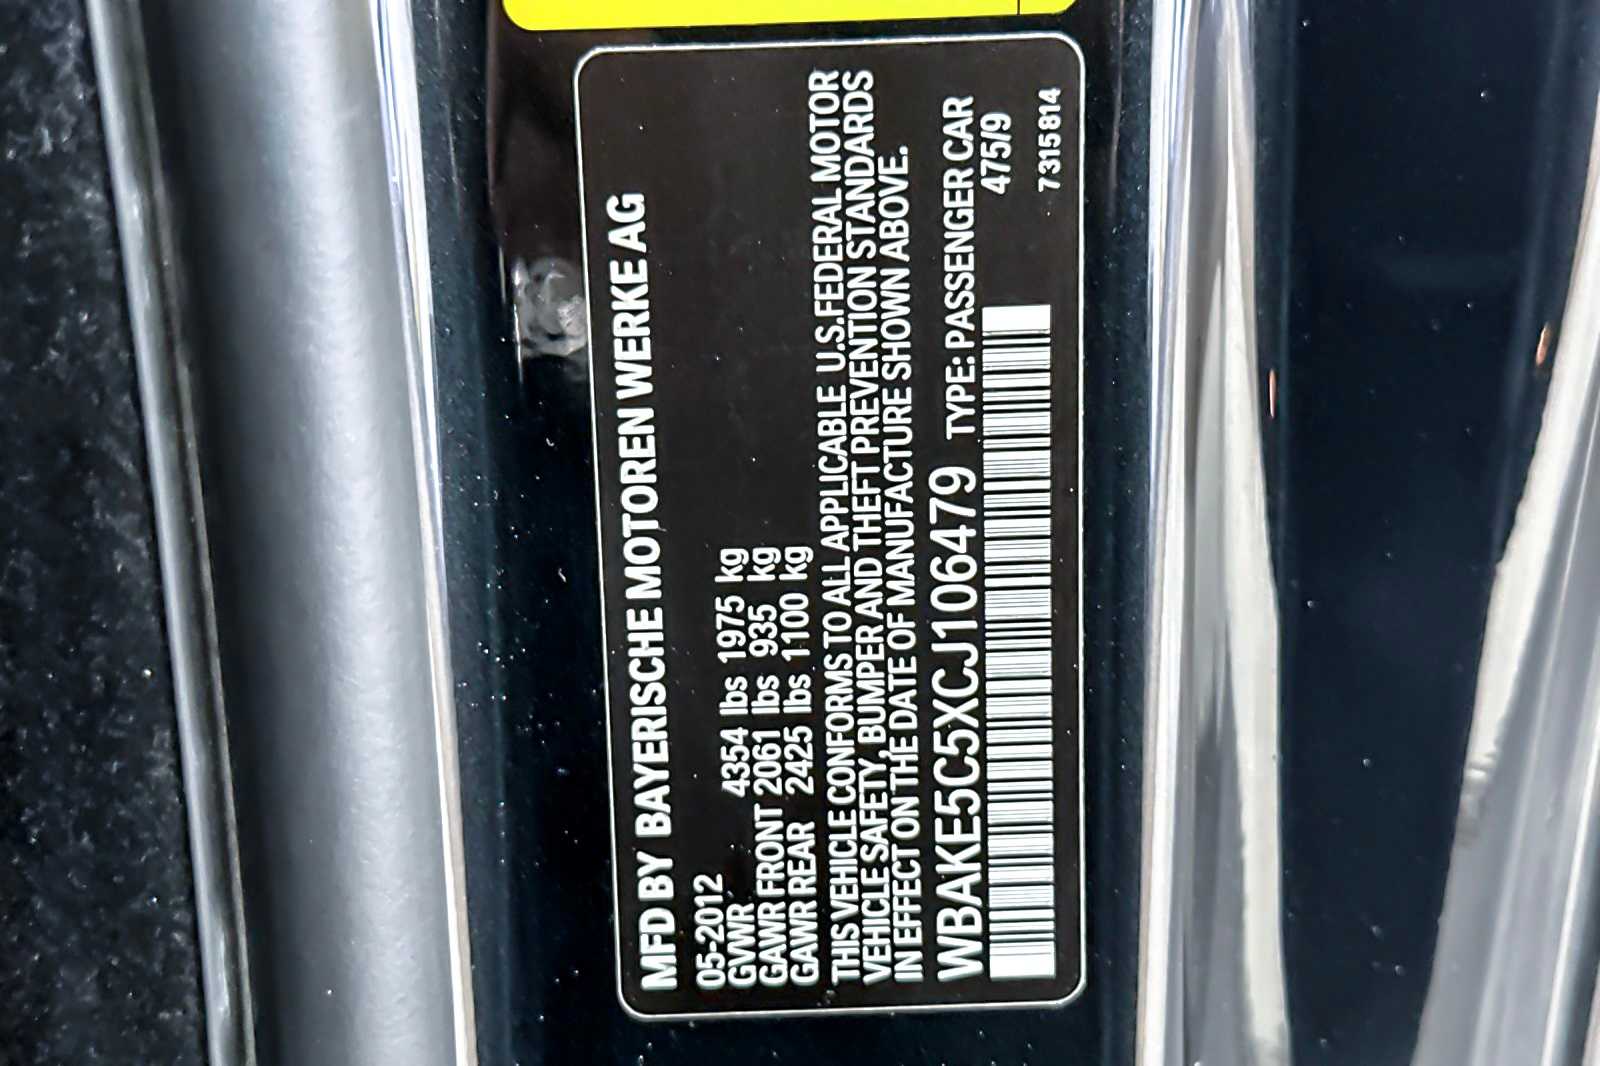 MFD BY BAYERISCHE MOTOREN WERKE AG
05-2012
GVWR 4354 lbs 1975 kg
GAWR FRONT 2061 lbs 935 kg
GAWR REAR 2425 lbs 1100 kg
THIS VEHICLE CONFORMS TO ALL APPLICABLE U.S. FEDERAL MOTOR
VEHICLE SAFETY, BUMPER AND THEFT PREVENTION STANDARDS
IN EFFECT ON THE DATE OF MANUFACTURE SHOWN ABOVE.
WBAKE5C5XCJ106479 TYPE: PASSENGER CAR
475/9
7315814